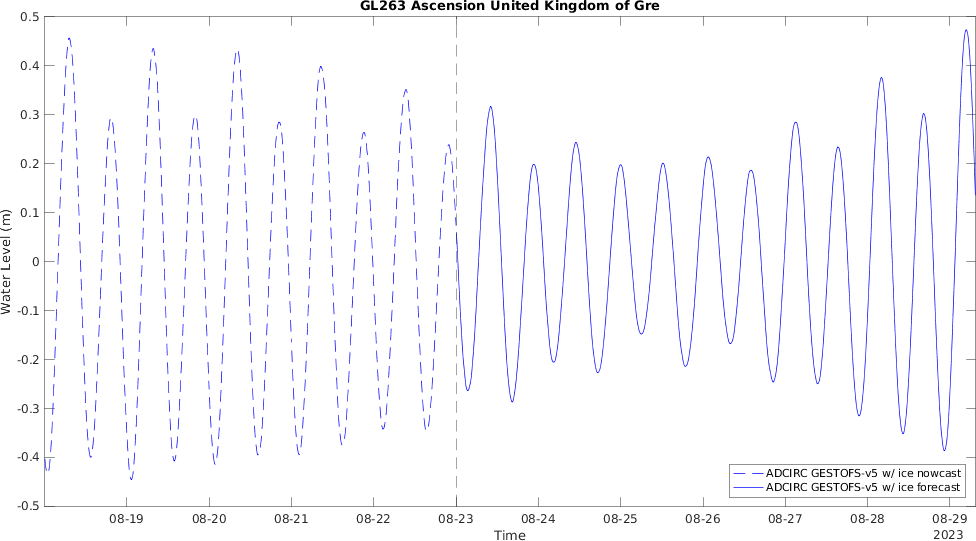 GL263 Ascension United Kingdom of Gre
0.5
0.4
0.3
0.2
0.1
0
-0.1
-0.2
-0.3
-0.4
-0.5
Water Level (m)
ADCIRC GESTOFS-v5 w/ ice nowcast
ADCIRC GESTOFS-v5 w/ ice forecast
08-19 08-20 08-21 08-22 08-23 08-24 08-25 08-26 08-27 08-28 08-29
Time 2023